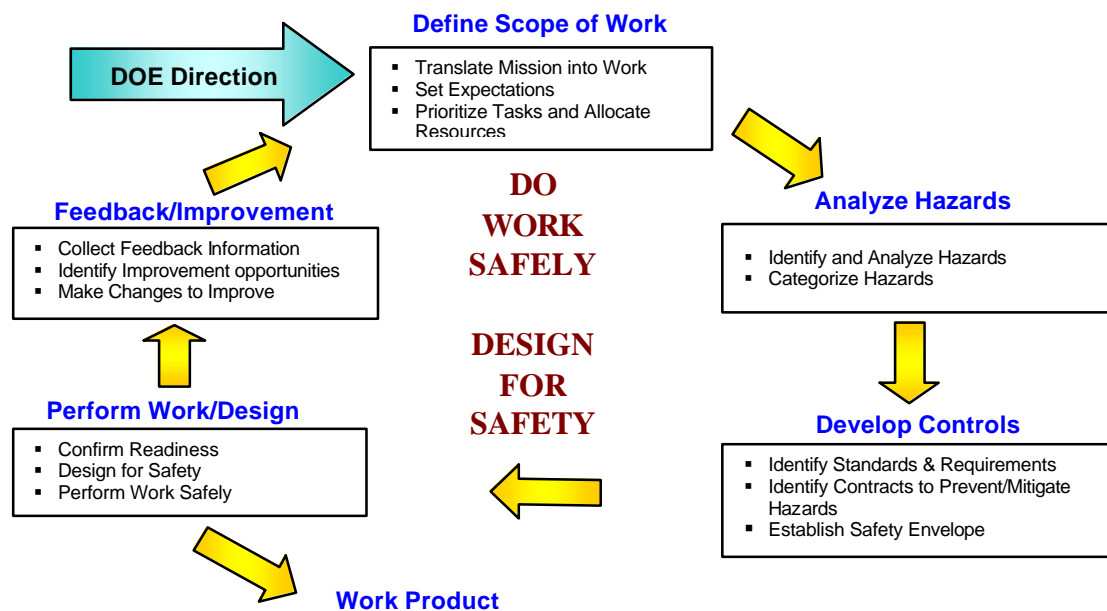 Define Scope of Work
DOE Direction
▪ Translate Mission into Work
▪ Set Expectations
▪ Prioritize Tasks and Allocate
Resources
DO
WORK
SAFELY
Analyze Hazards
▪ Identify and Analyze Hazards
▪ Categorize Hazards
Feedback/Improvement
▪ Collect Feedback Information
▪ Identify Improvement opportunities
▪ Make Changes to Improve
DESIGN
FOR
SAFETY
Develop Controls
▪ Identify Standards & Requirements
▪ Identify Contracts to Prevent/Mitigate
Hazards
▪ Establish Safety Envelope
Perform Work/Design
▪ Confirm Readiness
▪ Design for Safety
▪ Perform Work Safely
Work Product